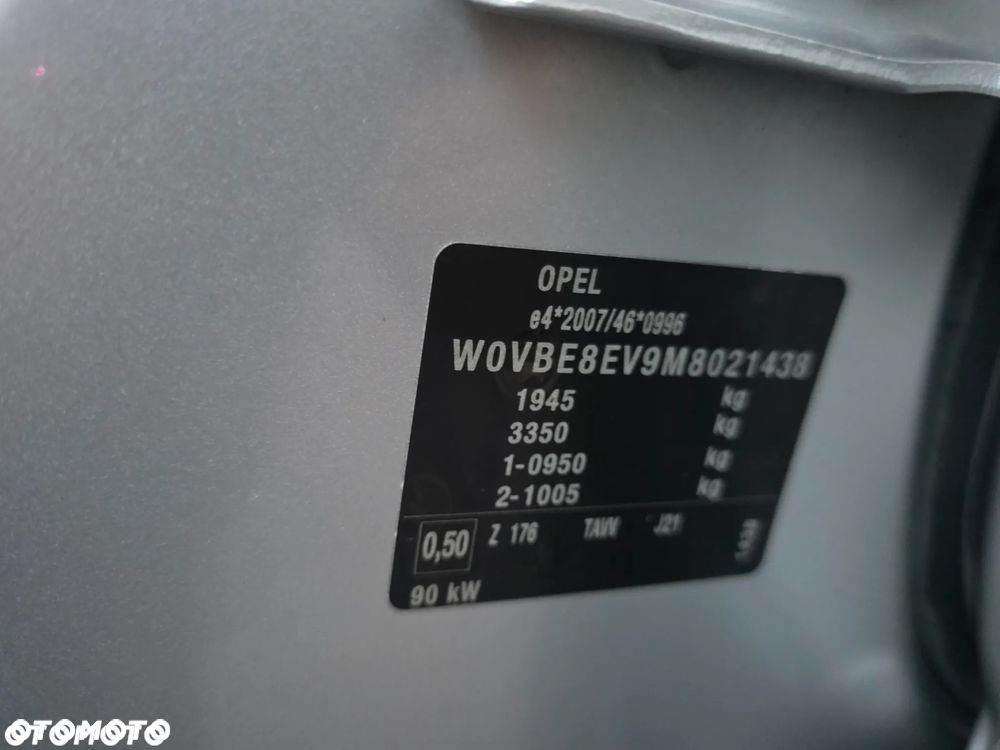 OPEL
e4*2007/46*0996
W0VBE8EV9M8021438
1945 kg
3350 kg
1-0950 kg
2-1005 kg
0,50 Z 176 J21
90 kW
OTOMOTO